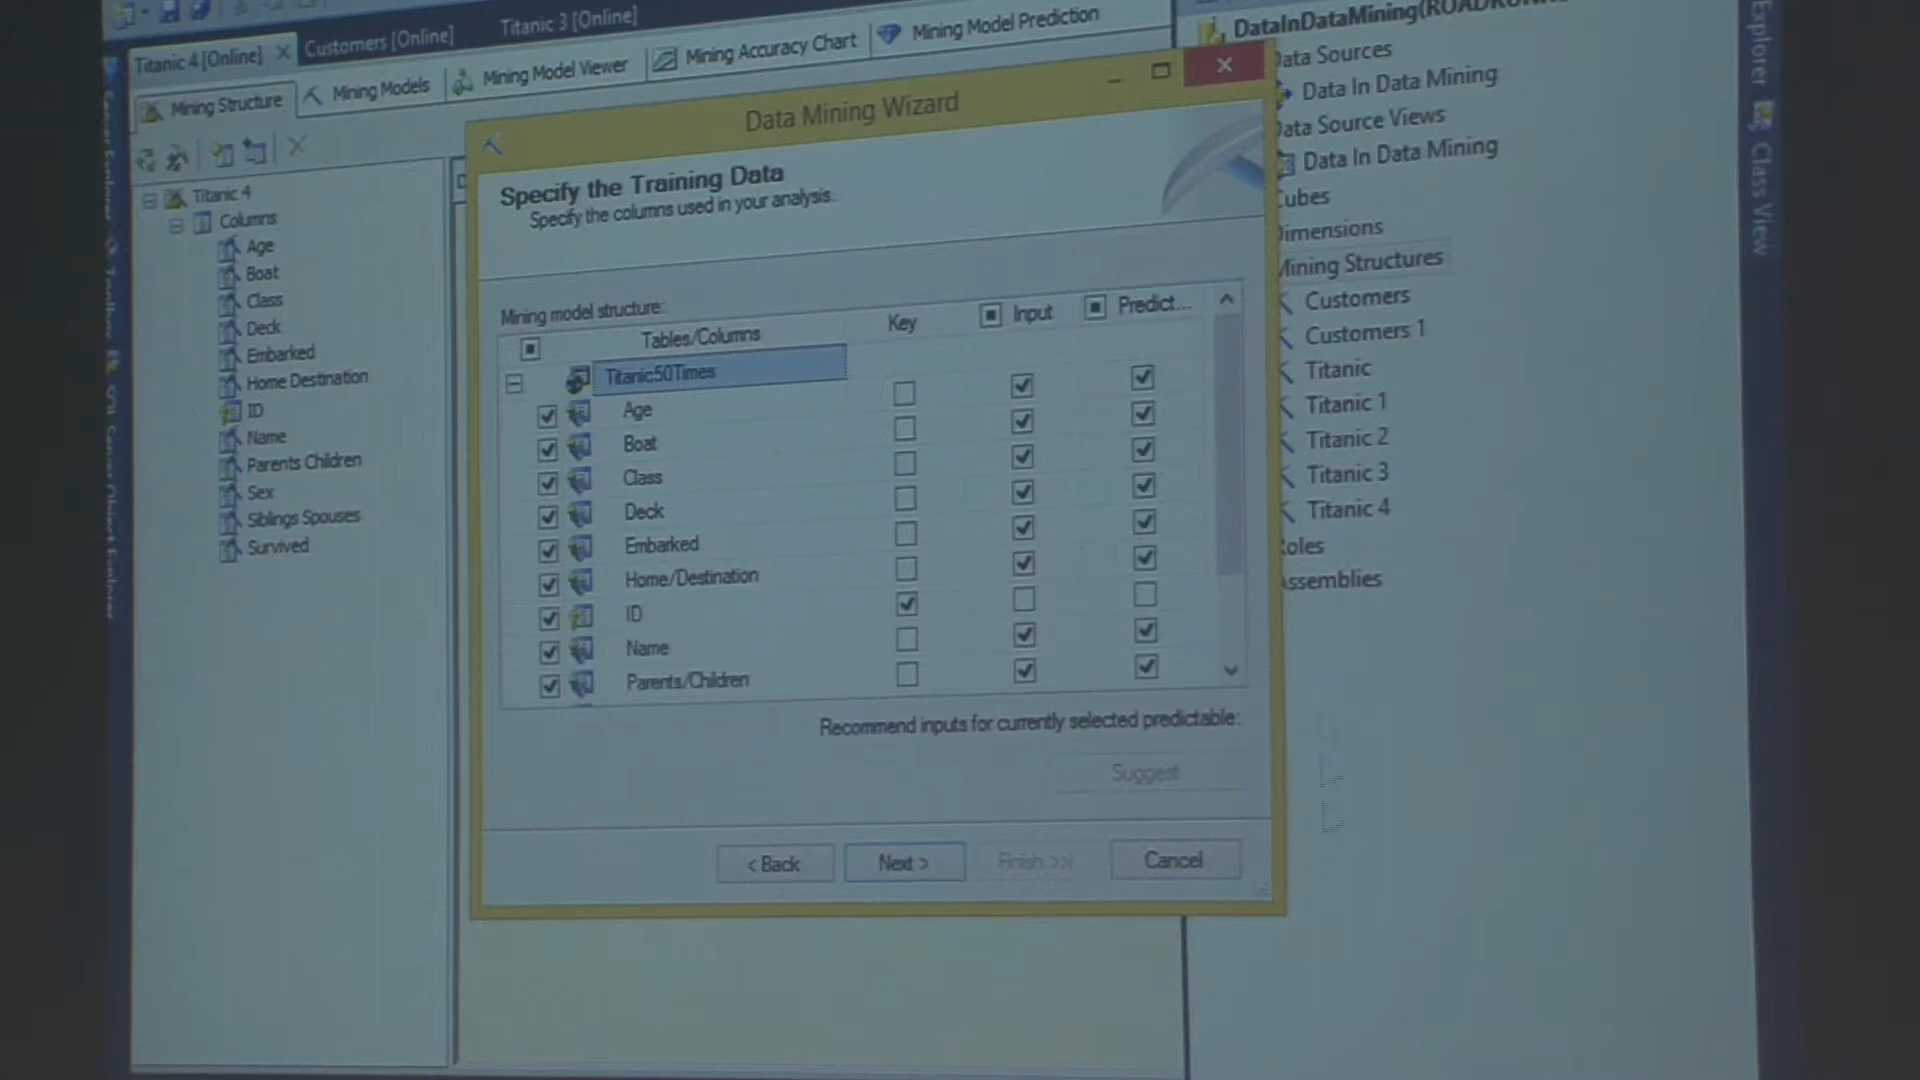 Titanic 4 [Online]
Customers [Online]
Titanic 3 [Online]
Mining Structure
Mining Models
Mining Model Viewer
Mining Accuracy Chart
Mining Model Prediction
Titanic 4
Columns
Age
Boat
Class
Deck
Embarked
Home Destination
ID
Name
Parents Children
Sex
Siblings Spouses
Survived
Data Mining Wizard
Specify the Training Data
Specify the columns used in your analysis.
Mining model structure:
Tables/Columns Key Input Predict...
Titanic50Times
Age
Boat
Class
Deck
Embarked
Home/Destination
ID
Name
Parents/Children
Recommend inputs for currently selected predictable:
Suggest
< Back Next > Finish >>| Cancel
Data Sources
Data In Data Mining
Data Source Views
Data In Data Mining
Cubes
Dimensions
Mining Structures
Customers
Customers 1
Titanic
Titanic 1
Titanic 2
Titanic 3
Titanic 4
Roles
Assemblies
Explorer
Class View